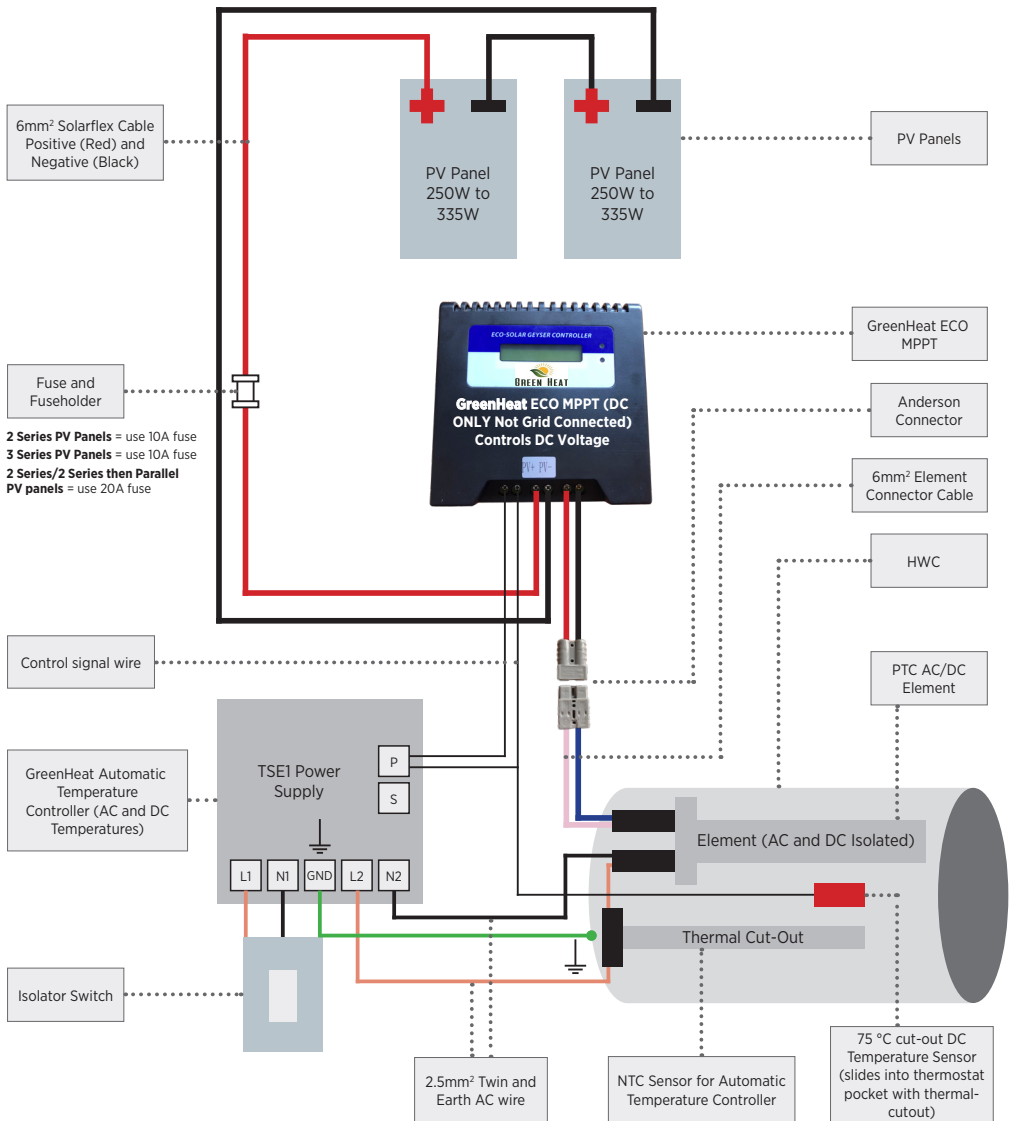 6mm² Solarflex Cable
Positive (Red) and
Negative (Black)
PV Panel
250W to
335W
PV Panel
250W to
335W
PV Panels
ECO-SOLAR GEYSER CONTROLLER
GREEN HEAT
GreenHeat ECO MPPT (DC
ONLY Not Grid Connected)
Controls DC Voltage
PV+ PV-
GreenHeat ECO
MPPT
Fuse and
Fuseholder
2 Series PV Panels = use 10A fuse
3 Series PV Panels = use 10A fuse
2 Series/2 Series then Parallel
PV panels = use 20A fuse
Anderson
Connector
6mm² Element
Connector Cable
HWC
Control signal wire
PTC AC/DC
Element
GreenHeat Automatic
Temperature
Controller (AC and DC
Temperatures)
TSE1 Power
Supply
P
S
L1
N1
GND
L2
N2
Element (AC and DC Isolated)
Thermal Cut-Out
Isolator Switch
2.5mm² Twin and
Earth AC wire
NTC Sensor for Automatic
Temperature Controller
75 °C cut-out DC
Temperature Sensor
(slides into thermostat
pocket with thermal-
cutout)